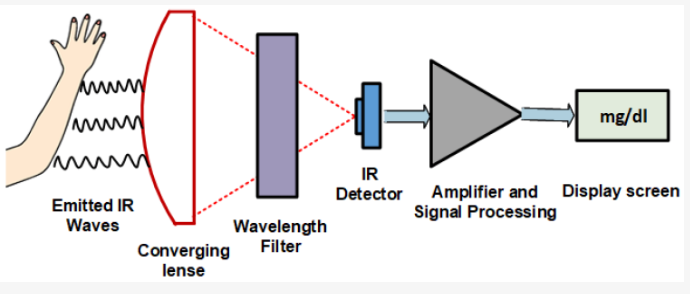 mg/dl
IR
Detector
Amplifier and
Signal Processing
Display screen
Emitted IR
Waves
Wavelength
Filter
Converging
lense